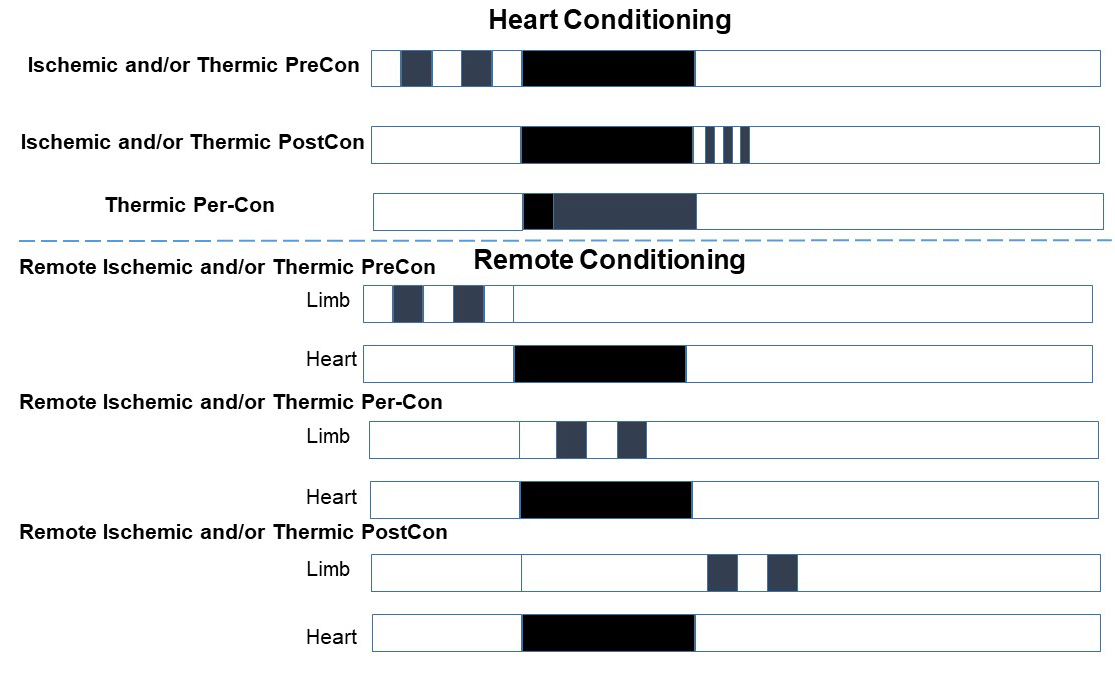 Heart Conditioning
Ischemic and/or Thermic PreCon
Ischemic and/or Thermic PostCon
Thermic Per-Con
Remote Conditioning
Remote Ischemic and/or Thermic PreCon
Limb
Heart
Remote Ischemic and/or Thermic Per-Con
Limb
Heart
Remote Ischemic and/or Thermic PostCon
Limb
Heart